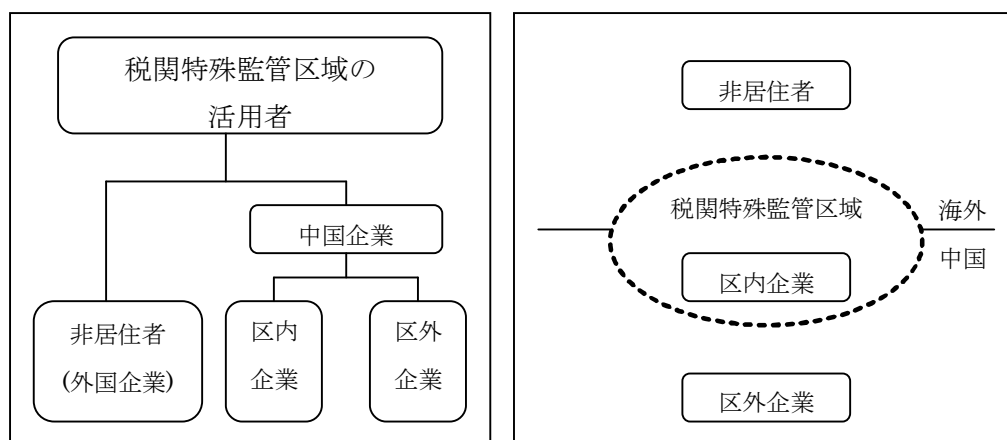 税関特殊監管区域の
活用者
中国企業
非居住者
(外国企業)
区内
企業
区外
企業
非居住者
税関特殊監管区域
海外
中国
区内企業
区外企業